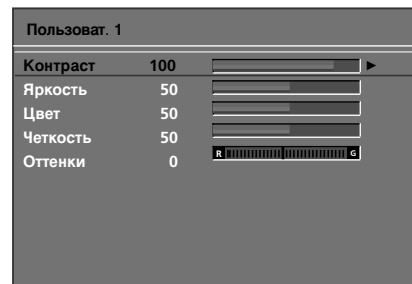 Пользоват. 1
Контраст 100
Яркость 50
Цвет 50
Четкость 50
Оттенки 0 R G